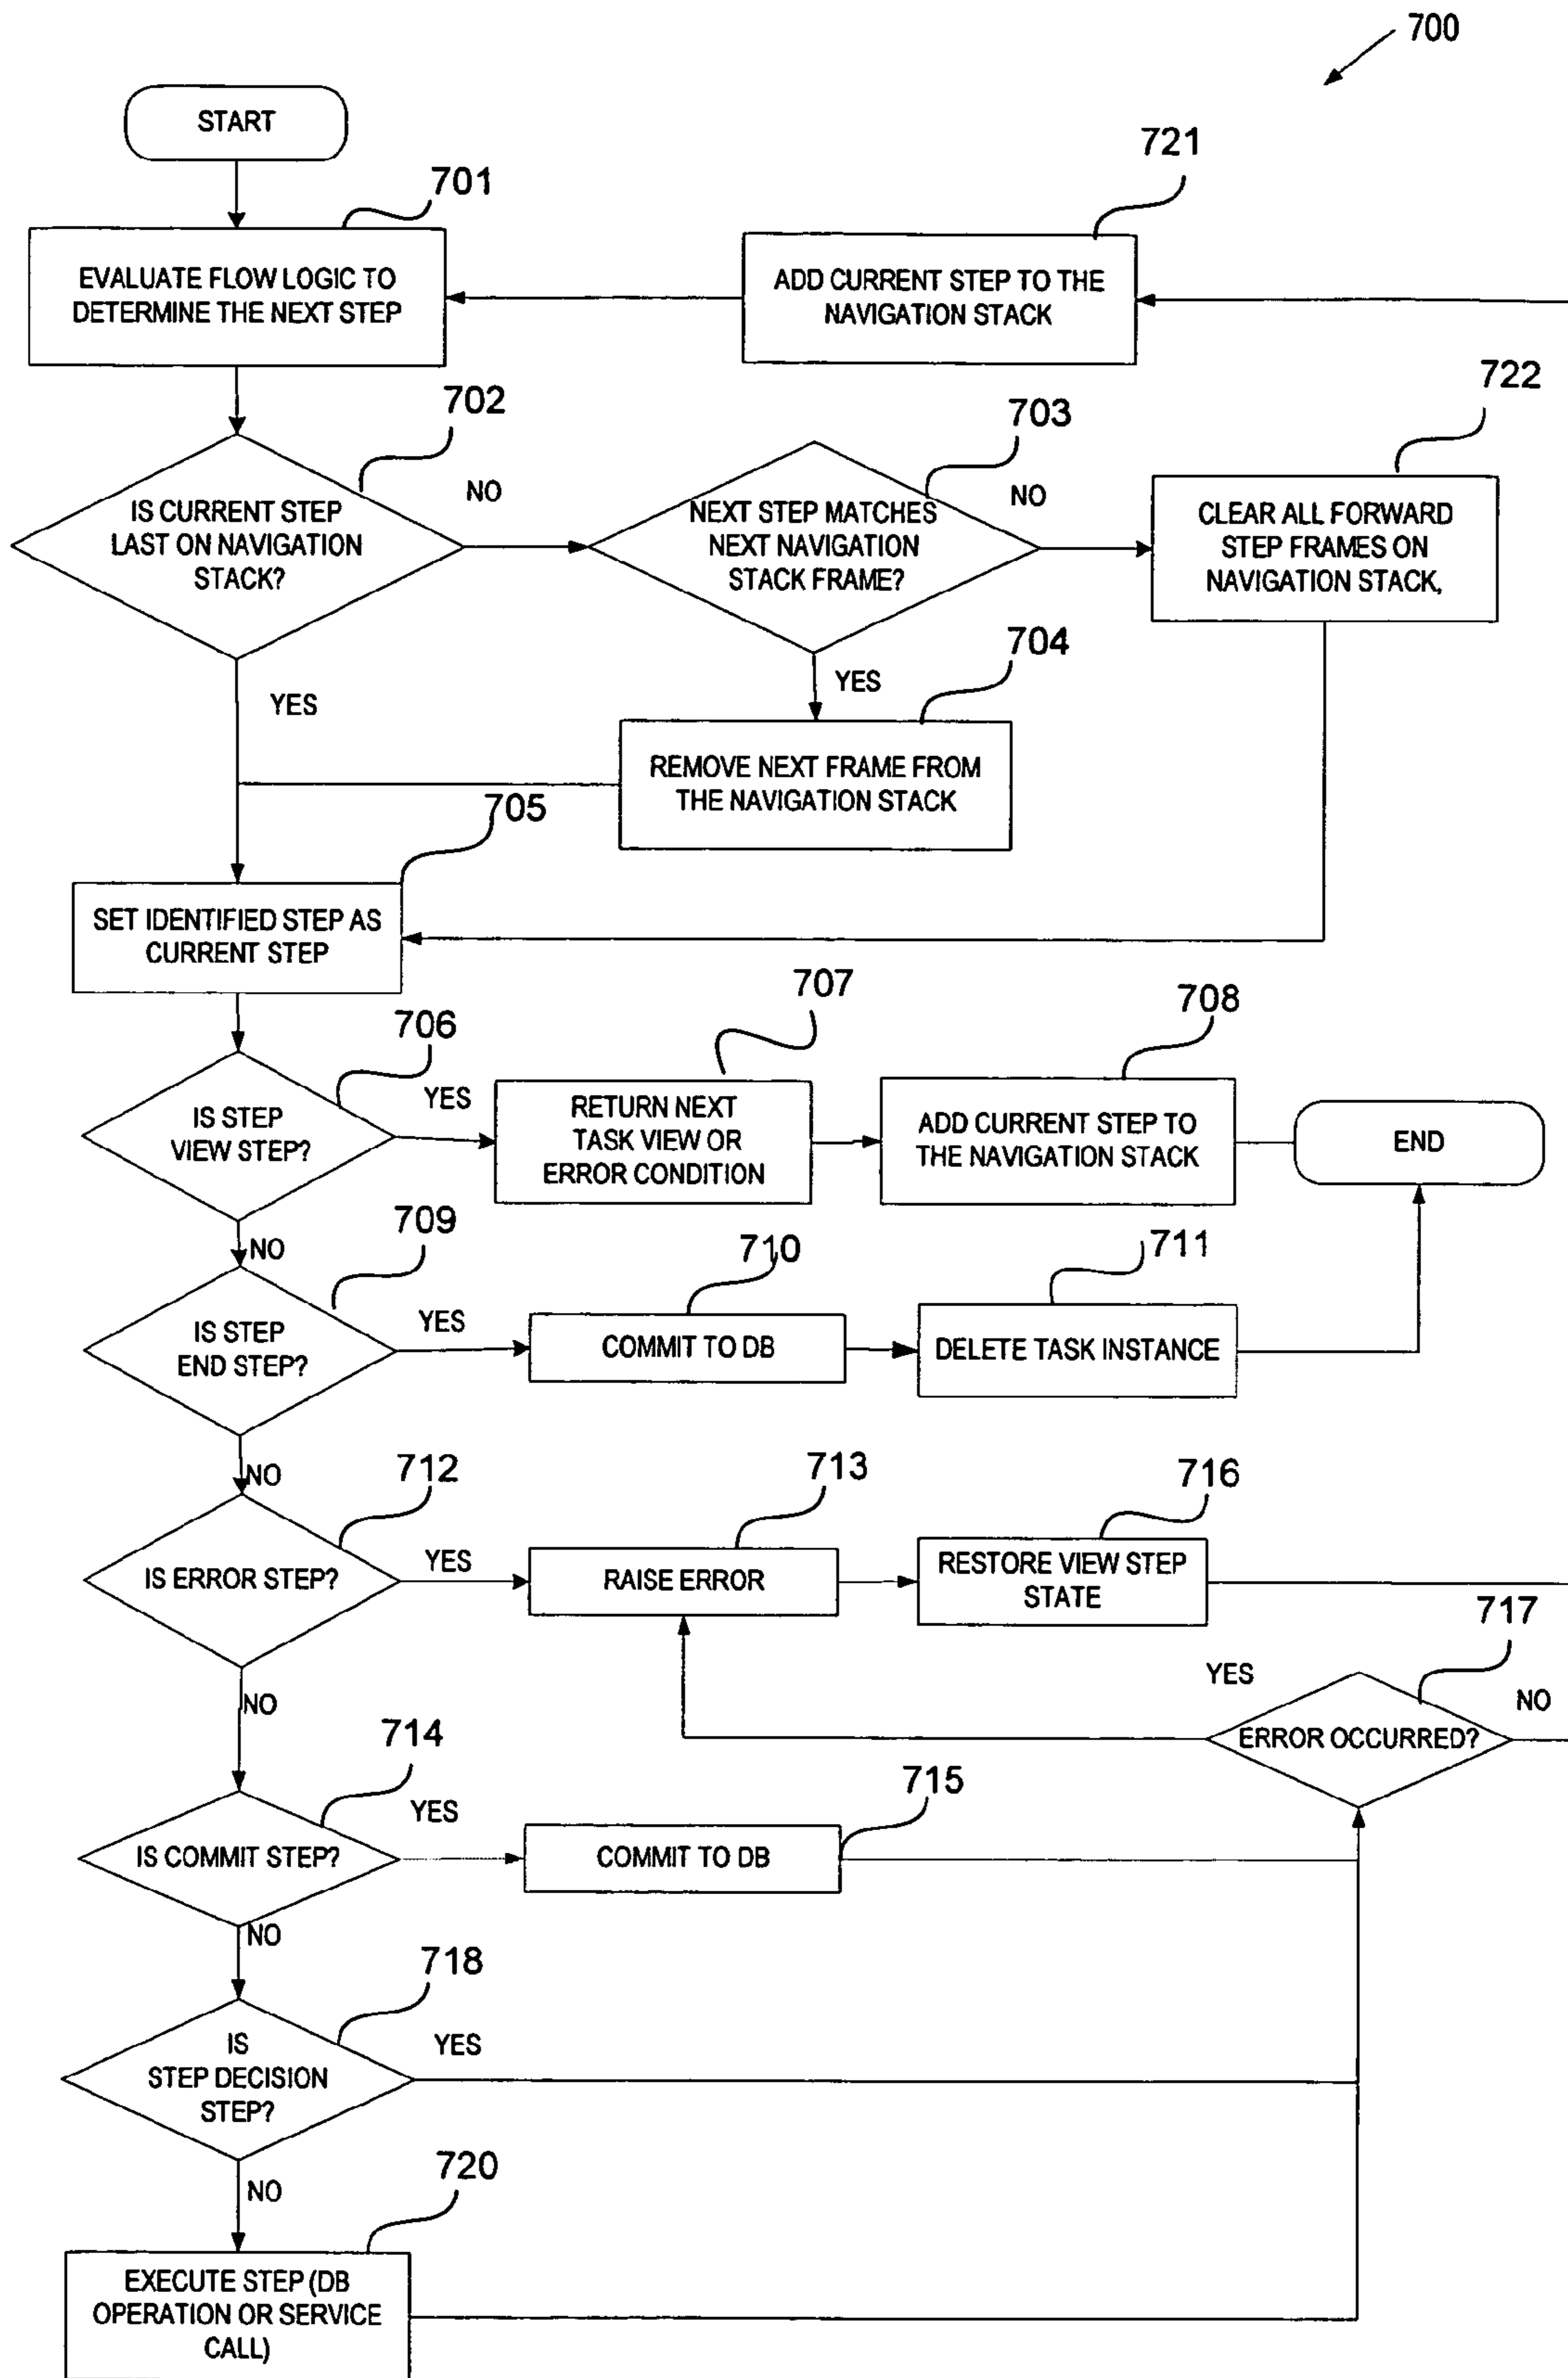 700
START
701
EVALUATE FLOW LOGIC TO
DETERMINE THE NEXT STEP
721
ADD CURRENT STEP TO THE
NAVIGATION STACK
702
IS CURRENT STEP
LAST ON NAVIGATION
STACK?
NO
YES
703
NEXT STEP MATCHES
NEXT NAVIGATION
STACK FRAME?
NO
YES
722
CLEAR ALL FORWARD
STEP FRAMES ON
NAVIGATION STACK,
704
REMOVE NEXT FRAME FROM
THE NAVIGATION STACK
705
SET IDENTIFIED STEP AS
CURRENT STEP
706
IS STEP
VIEW STEP?
YES
NO
707
RETURN NEXT
TASK VIEW OR
ERROR CONDITION
708
ADD CURRENT STEP TO
THE NAVIGATION STACK
END
709
IS STEP
END STEP?
YES
NO
710
COMMIT TO DB
711
DELETE TASK INSTANCE
712
IS ERROR STEP?
YES
NO
713
RAISE ERROR
716
RESTORE VIEW STEP
STATE
717
YES
ERROR OCCURRED?
NO
714
IS COMMIT STEP?
YES
NO
715
COMMIT TO DB
718
IS
STEP DECISION
STEP?
YES
NO
720
EXECUTE STEP (DB
OPERATION OR SERVICE
CALL)